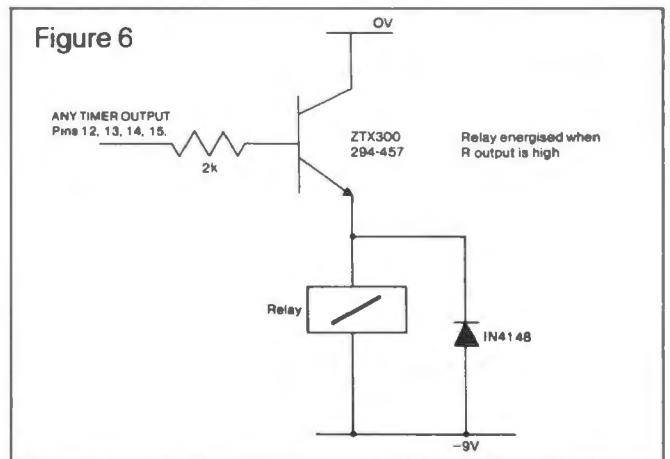 Figure 6
0V
ANY TIMER OUTPUT
Pins 12, 13, 14, 15.
2k
ZTX300
294-457
Relay energised when
R output is high
Relay
IN4148
-9V